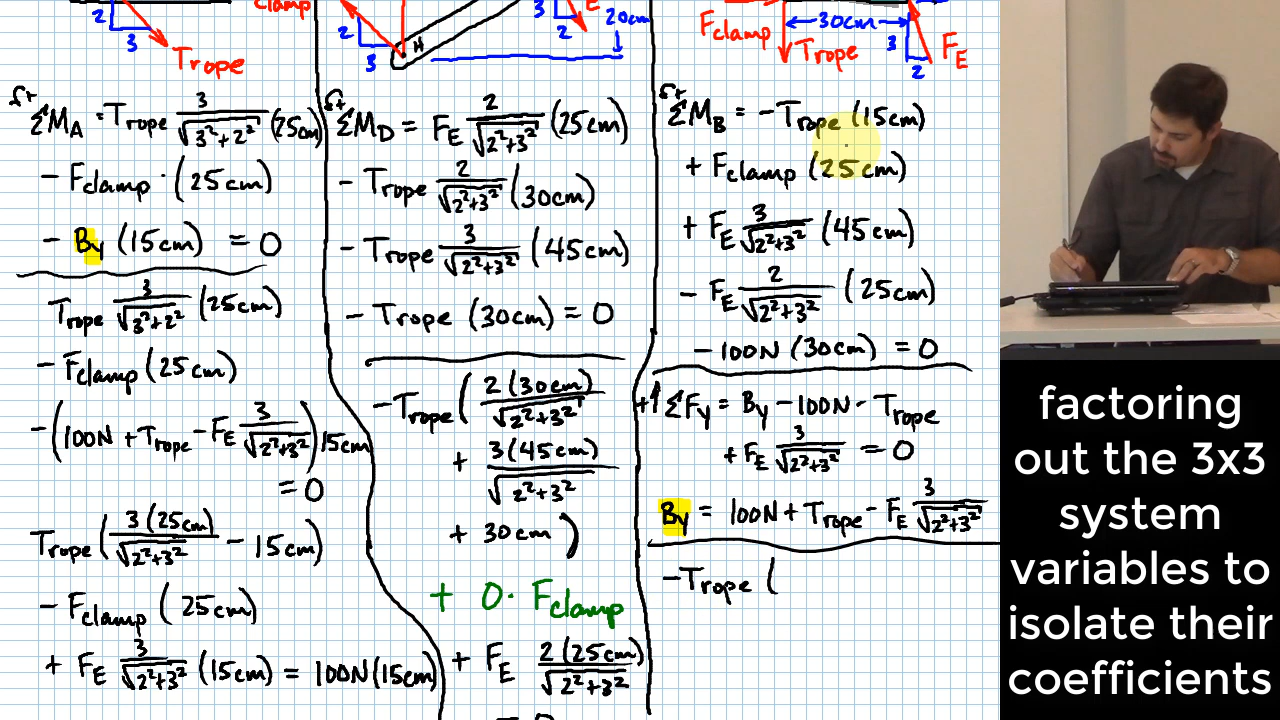 clamp
2
3
Trope
2
3
H
3
2
E
20cm
Fclamp
30cm
Trope
3
2
FE
ΣMA = Trope 3/√(3²+2²) (25cm)
- Fclamp · (25cm)
- By (15cm) = 0
Trope 3/√(3²+2²) (25cm)
- Fclamp (25cm)
-(100N + Trope - FE 3/√(2²+3²)) 15cm
= 0
Trope (3(25cm)/√(2²+3²) - 15cm)
- Fclamp (25cm)
+ FE 3/√(2²+3²) (15cm) = 100N(15cm)
ΣMD = FE 2/√(2²+3²) (25cm)
- Trope 2/√(2²+3²) (30cm)
- Trope 3/√(2²+3²) (45cm)
- Trope (30cm) = 0
-Trope (2(30cm)/√(2²+3²)
+ 3(45cm)/√(2²+3²)
+ 30cm)
+ 0· Fclamp
+ FE 2(25cm)/√(2²+3²)
ΣMB = -Trope (15cm)
+ Fclamp (25cm)
+ FE 3/√(2²+3²) (45cm)
- FE 2/√(2²+3²) (25cm)
- 100N (30cm) = 0
+↑ ΣFy = By - 100N - Trope
+ FE 3/√(2²+3²) = 0
By = 100N + Trope - FE 3/√(2²+3²)
-Trope (
factoring
out the 3x3
system
variables to
isolate their
coefficients